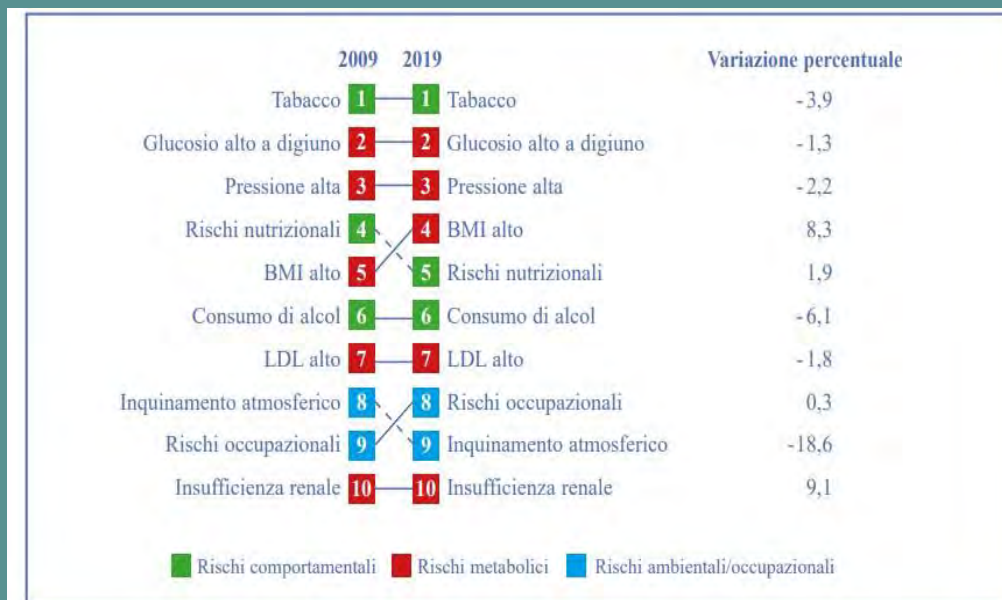 2009 2019 Variazione percentuale
Tabacco 1 1 Tabacco -3,9
Glucosio alto a digiuno 2 2 Glucosio alto a digiuno -1,3
Pressione alta 3 3 Pressione alta -2,2
Rischi nutrizionali 4 4 BMI alto 8,3
BMI alto 5 5 Rischi nutrizionali 1,9
Consumo di alcol 6 6 Consumo di alcol -6,1
LDL alto 7 7 LDL alto -1,8
Inquinamento atmosferico 8 8 Rischi occupazionali 0,3
Rischi occupazionali 9 9 Inquinamento atmosferico -18,6
Insufficienza renale 10 10 Insufficienza renale 9,1
Rischi comportamentali Rischi metabolici Rischi ambientali/occupazionali